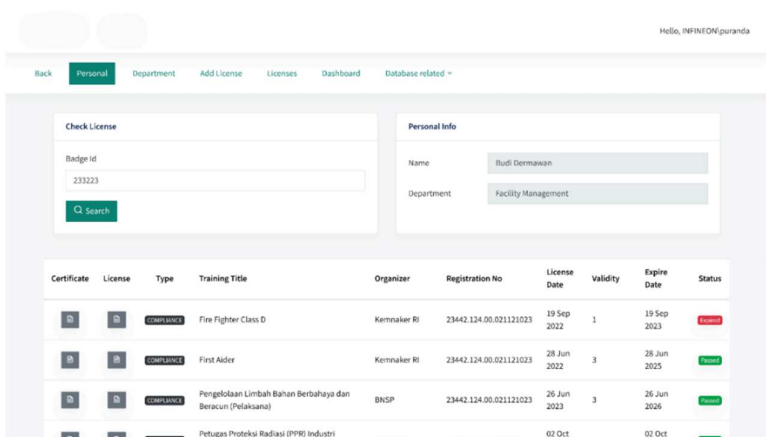 Hello, INFINEON\puranda
Back Personal Department Add License Licenses Dashboard Database related
Check License
Badge Id
233223
Search
Personal Info
Name Budi Dermawan
Department Facility Management
Certificate License Type Training Title Organizer Registration No License Date Validity Expire Date Status
COMPLIANCE Fire Fighter Class D Kemnaker RI 23442.124.00.021121023 19 Sep 2022 1 19 Sep 2023 Expired
COMPLIANCE First Aider Kemnaker RI 23442.124.00.021121023 28 Jun 2022 3 28 Jun 2025 Passed
COMPLIANCE Pengelolaan Limbah Bahan Berbahaya dan Beracun (Pelaksana) BNSP 23442.124.00.021121023 26 Jun 2023 3 26 Jun 2026 Passed
Petugas Proteksi Radiasi (PPR) Industri 02 Oct 02 Oct